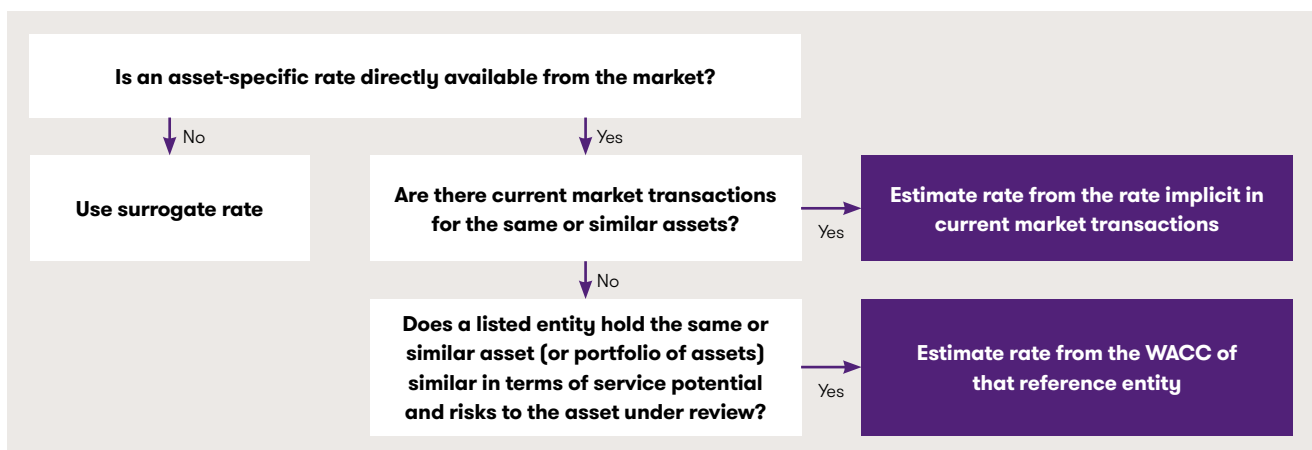 Is an asset-specific rate directly available from the market?
No
Yes
Use surrogate rate
Are there current market transactions
for the same or similar assets?
Yes
Estimate rate from the rate implicit in
current market transactions
No
Does a listed entity hold the same or
similar asset (or portfolio of assets)
similar in terms of service potential
and risks to the asset under review?
Yes
Estimate rate from the WACC of
that reference entity